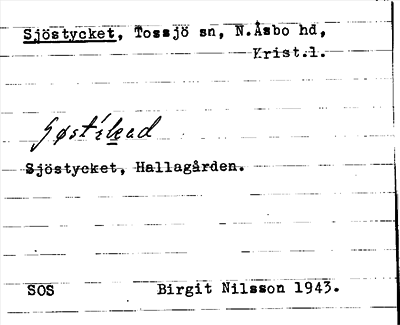 Sjöstycket, Tossjö sn, N.Åsbo hd,
Krist.l.
Sjöstycket, Hallagården.
SOS Birgit Nilsson 1943.